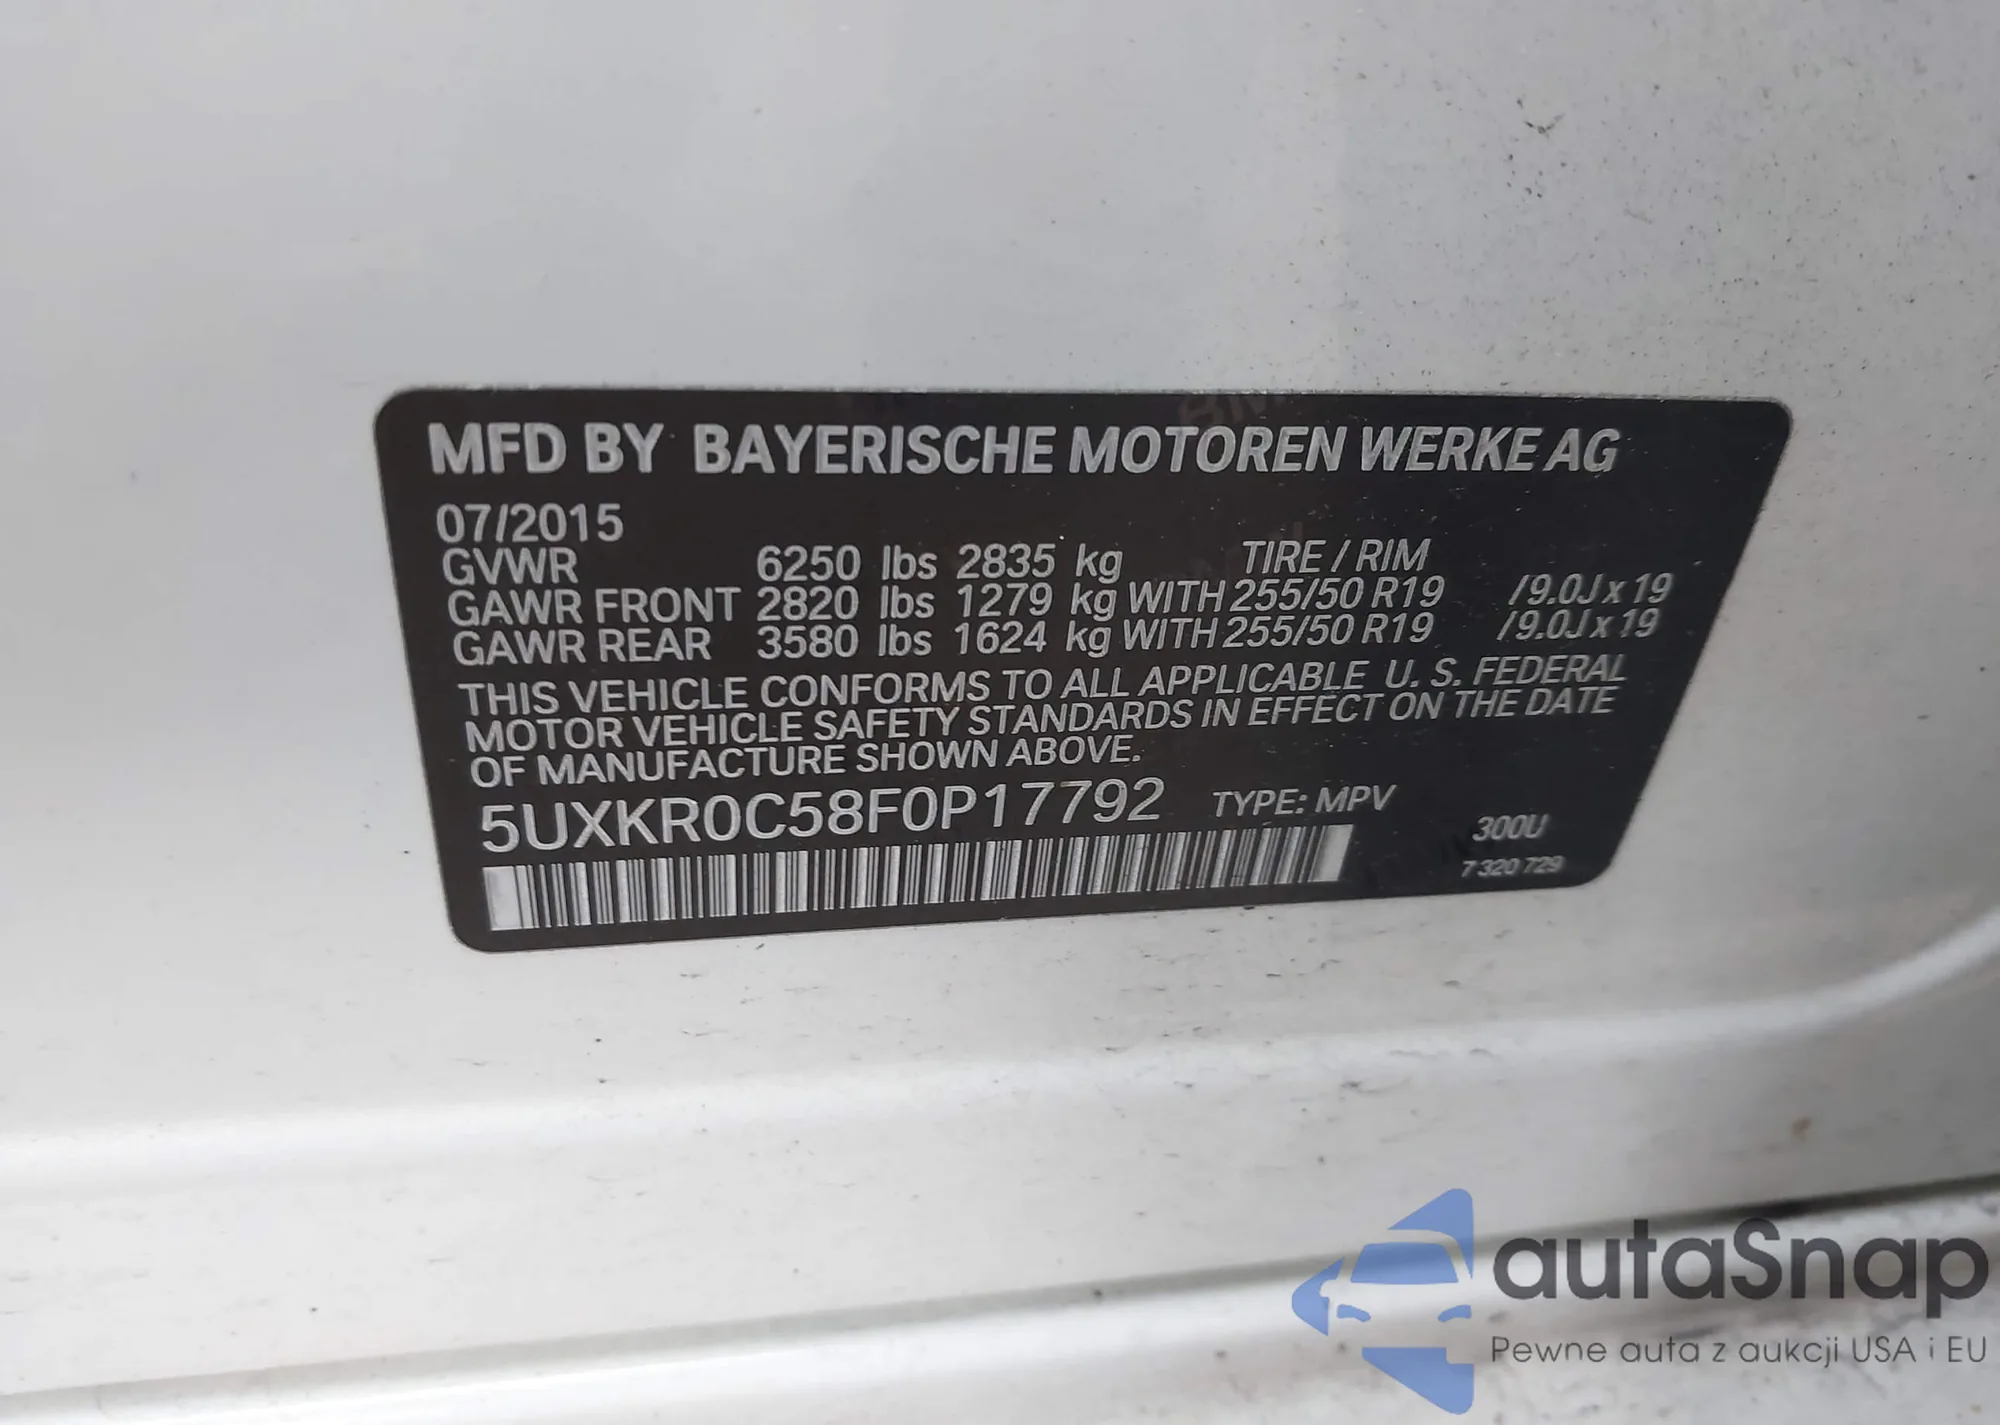 MFD BY BAYERISCHE MOTOREN WERKE AG
07/2015
GVWR 6250 lbs 2835 kg TIRE / RIM
GAWR FRONT 2820 lbs 1279 kg WITH 255/50 R19 /9.0J x 19
GAWR REAR 3580 lbs 1624 kg WITH 255/50 R19 /9.0J x 19
THIS VEHICLE CONFORMS TO ALL APPLICABLE U. S. FEDERAL
MOTOR VEHICLE SAFETY STANDARDS IN EFFECT ON THE DATE
OF MANUFACTURE SHOWN ABOVE.
5UXKR0C58F0P17792 TYPE: MPV
300U
7 320 729
autaSnap
Pewne auta z aukcji USA i EU